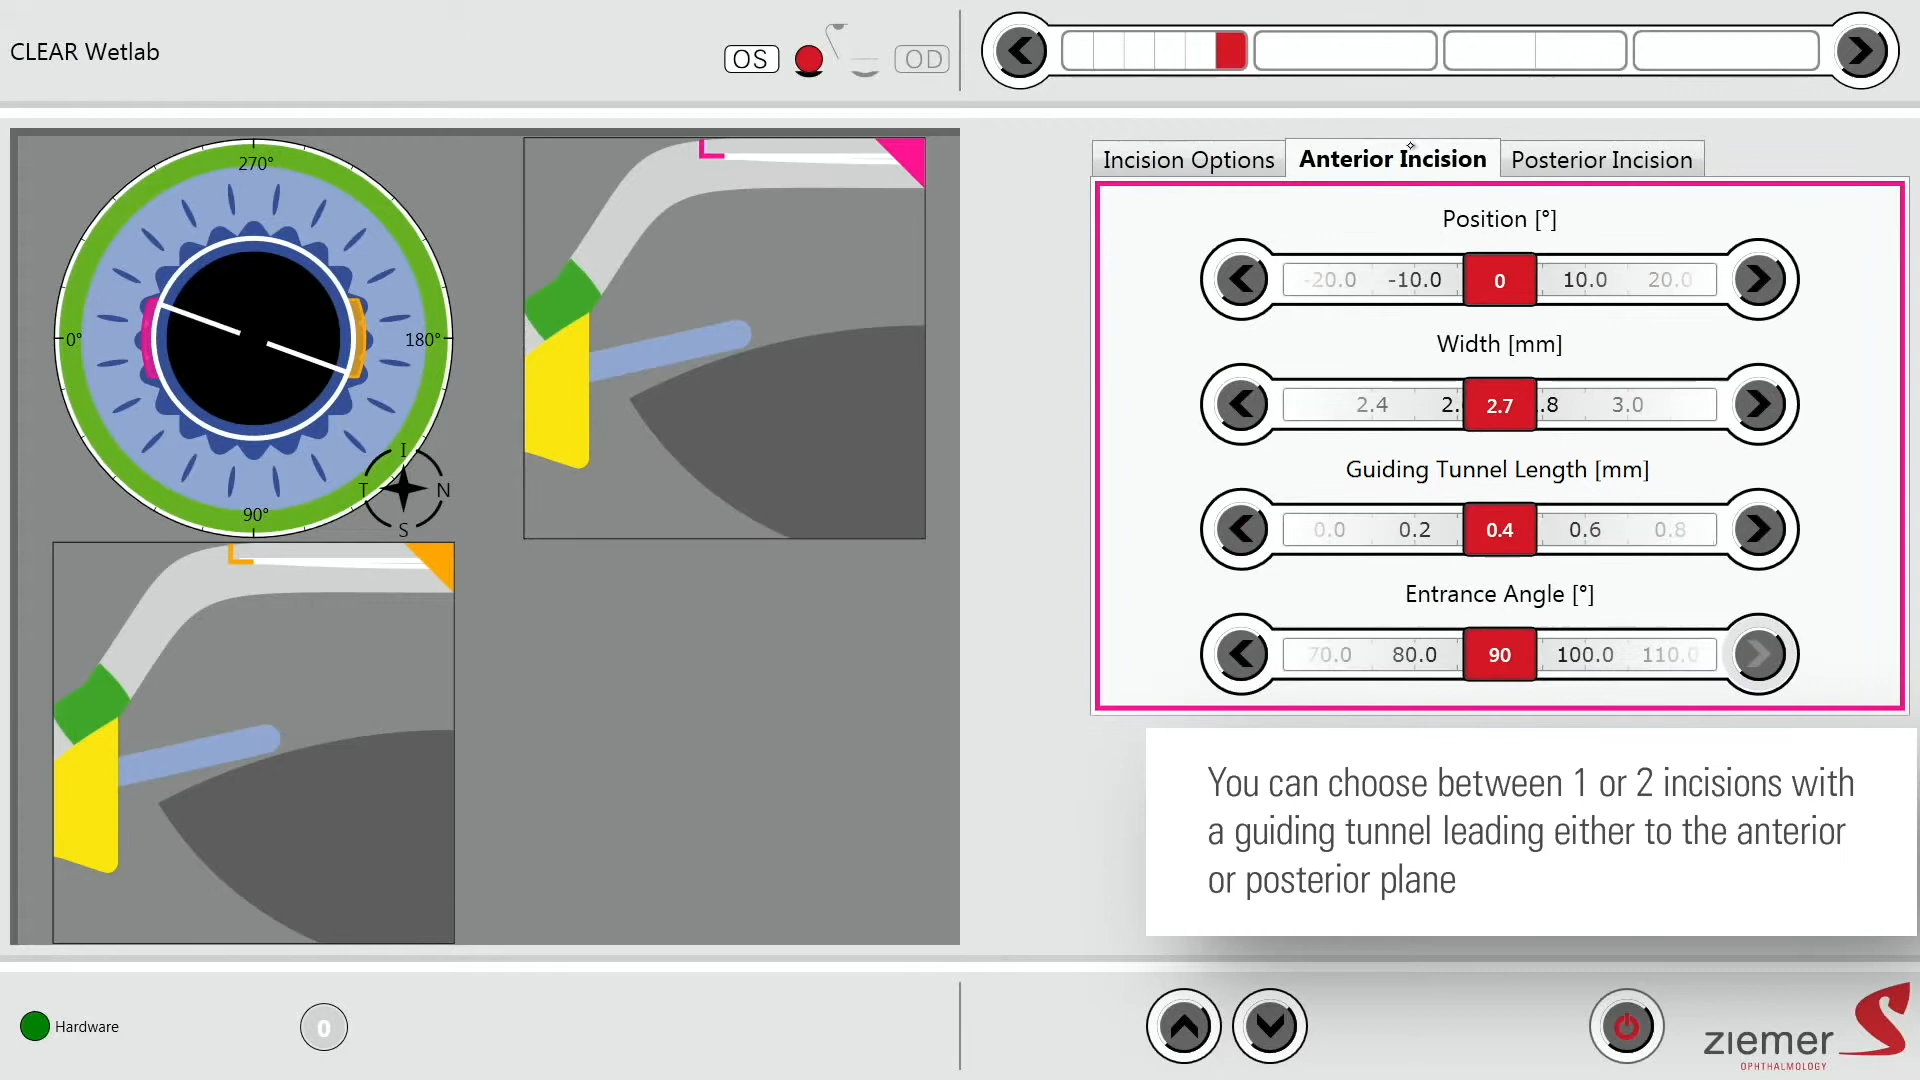 CLEAR Wetlab
OS
OD
270°
0°
180°
90°
I
T
N
S
Incision Options
Anterior Incision
Posterior Incision
Position [°]
-20.0 -10.0 0 10.0 20.0
Width [mm]
2.4 2. 2.7 .8 3.0
Guiding Tunnel Length [mm]
0.0 0.2 0.4 0.6 0.8
Entrance Angle [°]
70.0 80.0 90 100.0 110.0
You can choose between 1 or 2 incisions with
a guiding tunnel leading either to the anterior
or posterior plane
Hardware
0
ziemer
OPHTHALMOLOGY